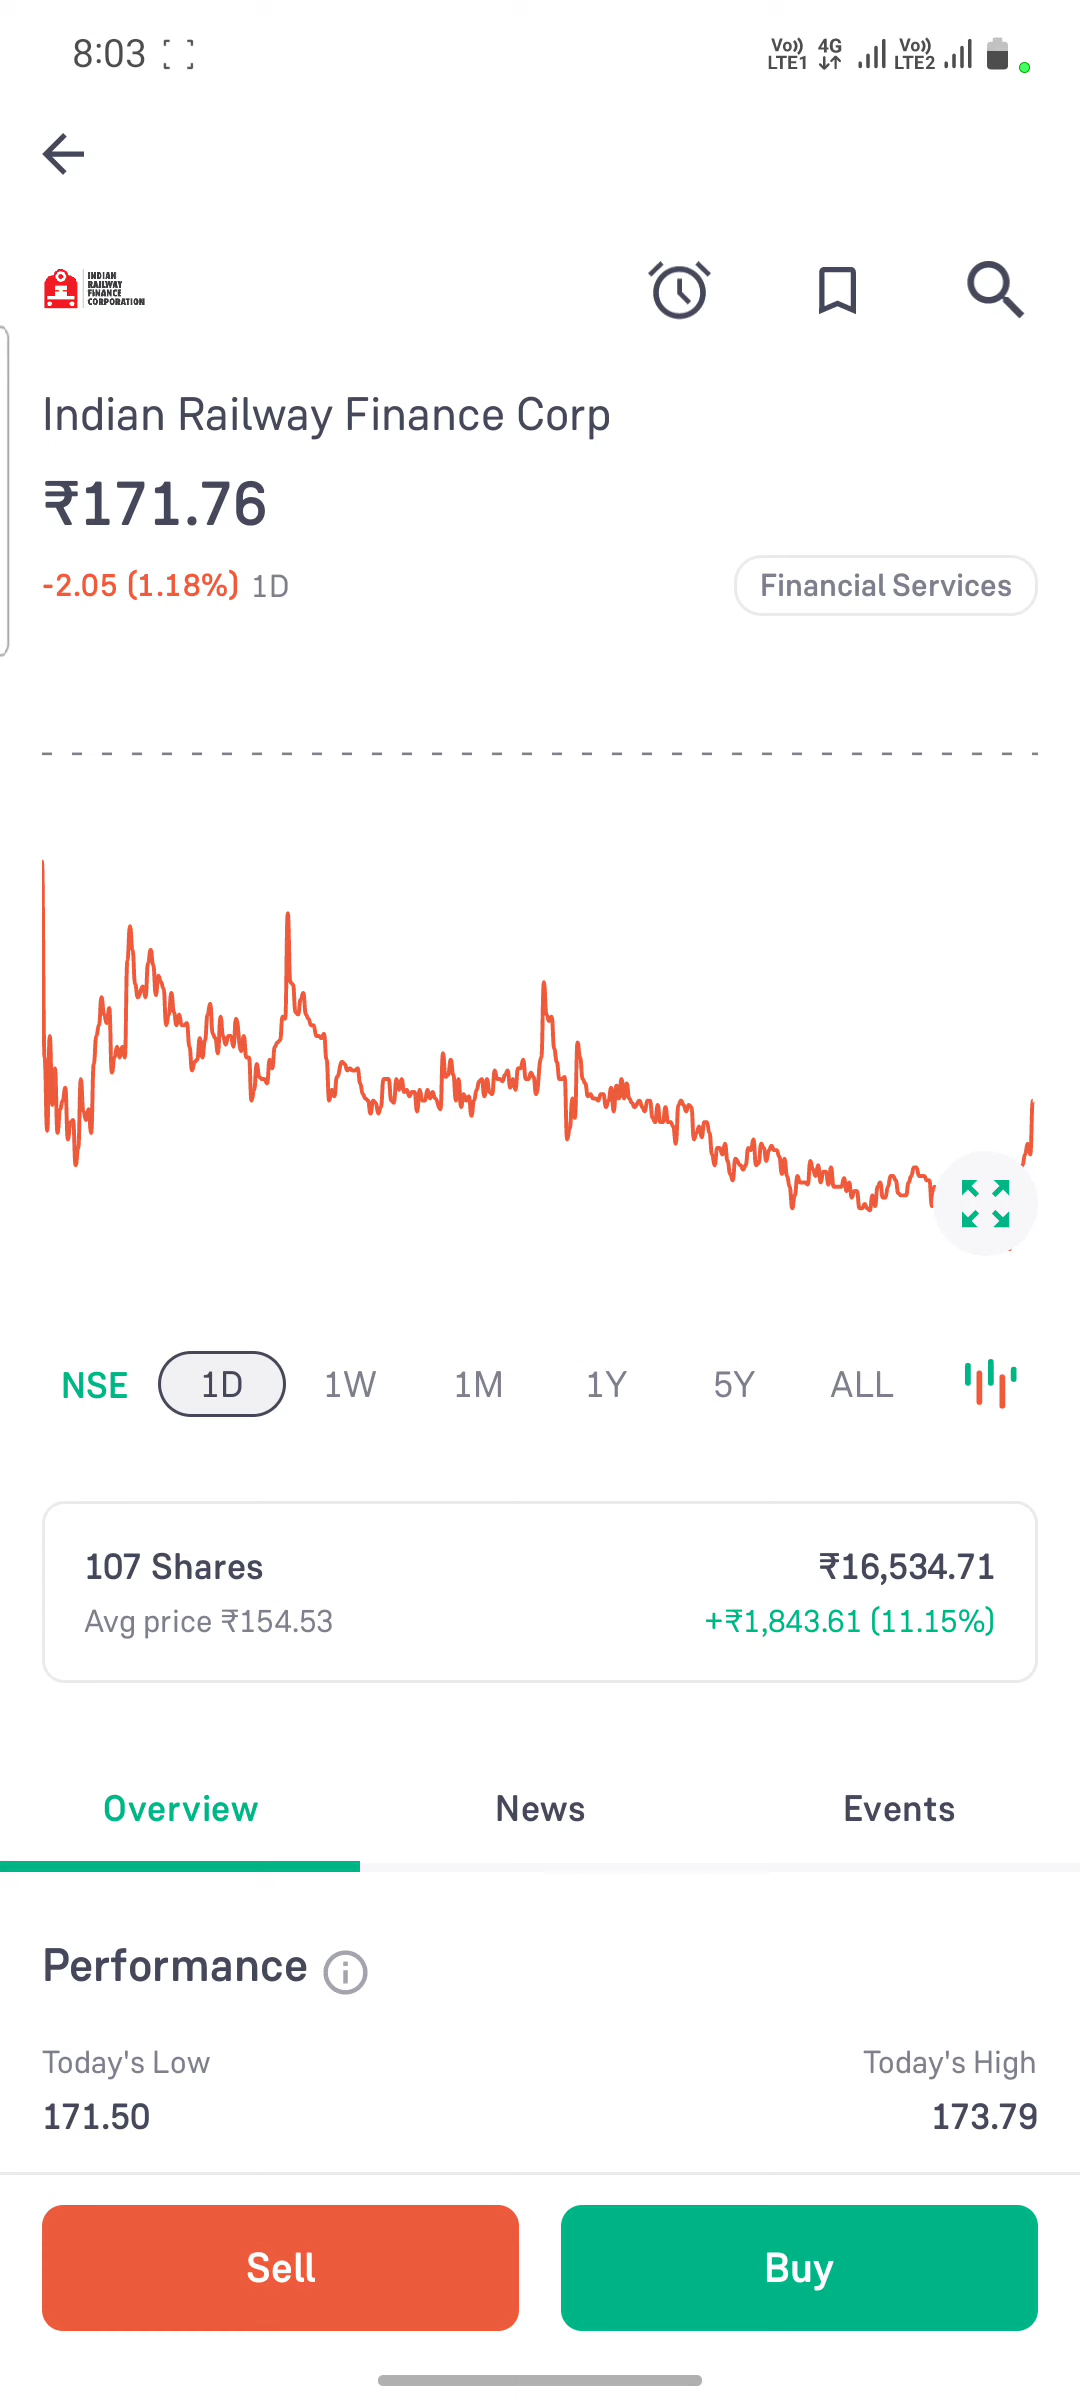 8:03
Vo)) LTE1 4G Vo)) LTE2
INDIAN
RAILWAY
FINANCE
CORPORATION
Indian Railway Finance Corp
₹171.76
-2.05 (1.18%) 1D
Financial Services
NSE 1D 1W 1M 1Y 5Y ALL
107 Shares ₹16,534.71
Avg price ₹154.53 +₹1,843.61 (11.15%)
Overview News Events
Performance
Today's Low Today's High
171.50 173.79
Sell Buy